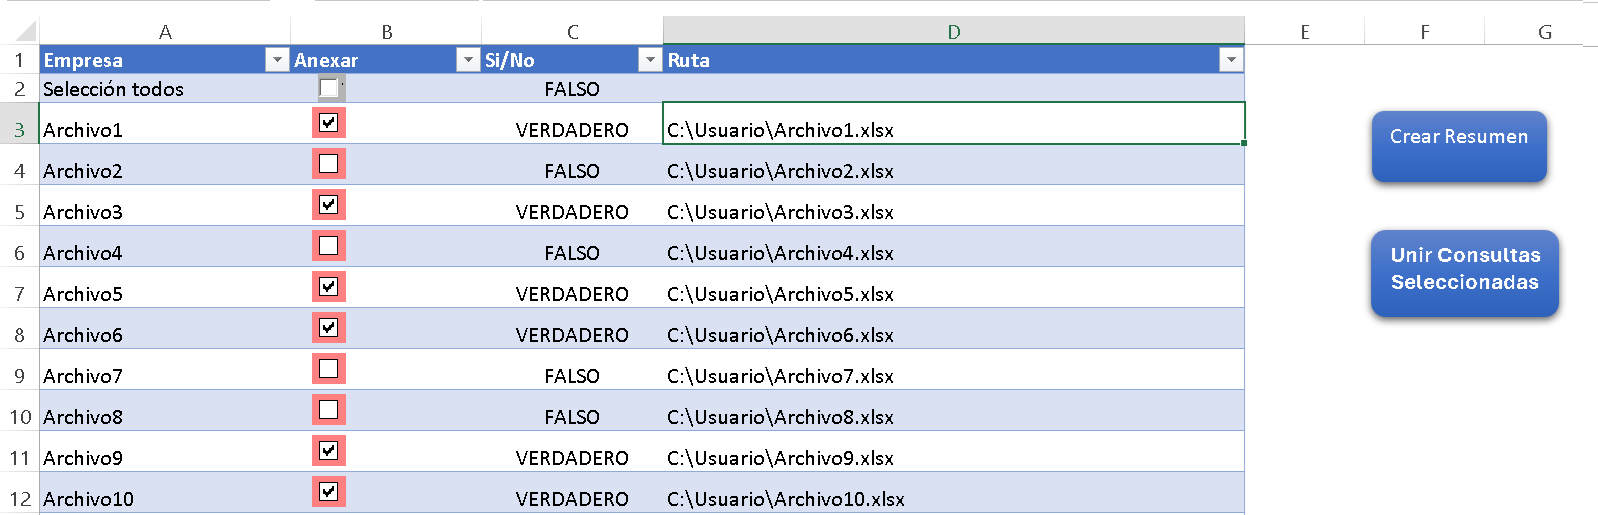 A B C D E F G
1 Empresa Anexar Si/No Ruta
2 Selección todos FALSO
3 Archivo1 VERDADERO C:\Usuario\Archivo1.xlsx
Crear Resumen
4 Archivo2 FALSO C:\Usuario\Archivo2.xlsx
5 Archivo3 VERDADERO C:\Usuario\Archivo3.xlsx
6 Archivo4 FALSO C:\Usuario\Archivo4.xlsx
Unir Consultas
Seleccionadas
7 Archivo5 VERDADERO C:\Usuario\Archivo5.xlsx
8 Archivo6 VERDADERO C:\Usuario\Archivo6.xlsx
9 Archivo7 FALSO C:\Usuario\Archivo7.xlsx
10 Archivo8 FALSO C:\Usuario\Archivo8.xlsx
11 Archivo9 VERDADERO C:\Usuario\Archivo9.xlsx
12 Archivo10 VERDADERO C:\Usuario\Archivo10.xlsx